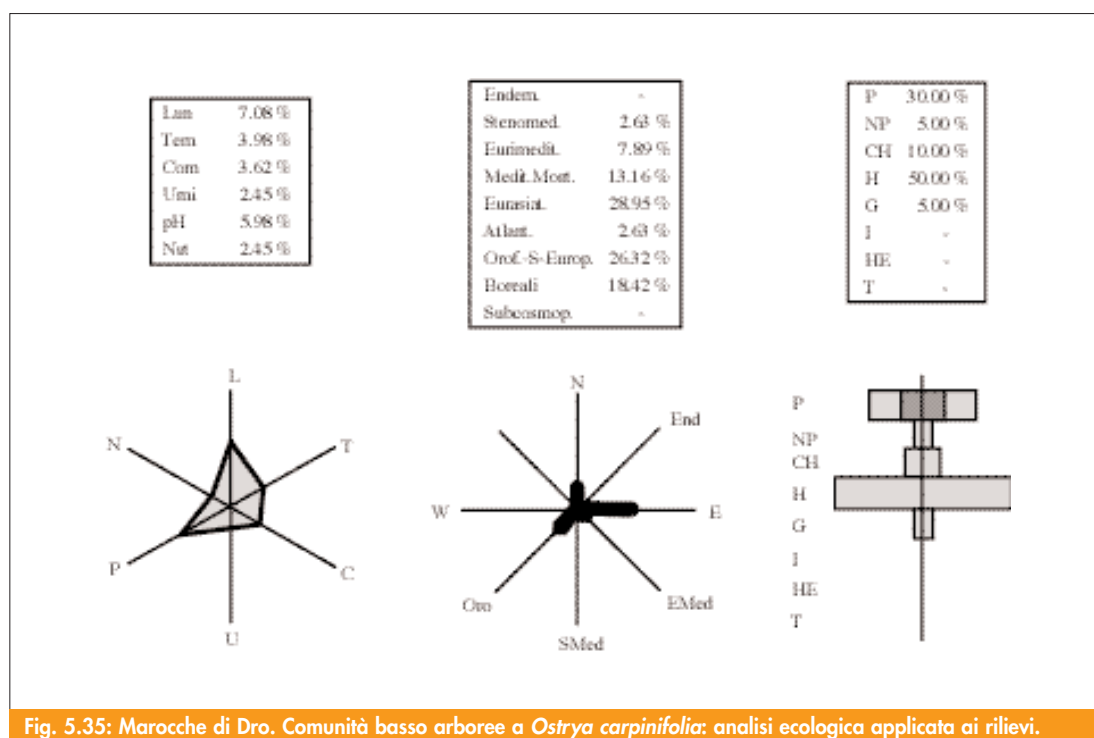 Lum 7.08 %
Tem 3.98 %
Con 3.62 %
Umi 2.45 %
pH 5.98 %
Nut 2.45 %
Endem. -
Stenomed. 2.63 %
Eurimedit. 7.89 %
Medit.Mont. 13.16 %
Eurasiat. 28.95 %
Atlant. 2.63 %
Orof.-S-Europ. 26.32 %
Boreali 18.42 %
Subcosmop. -
P 30.00 %
NP 5.00 %
CH 10.00 %
H 50.00 %
G 5.00 %
I -
HE -
T -
L
N T
P C
U
N
End
W E
Oro EMed
SMed
P
NP
CH
H
G
I
HE
T
Fig. 5.35: Marocche di Dro. Comunità basso arboree a Ostrya carpinifolia: analisi ecologica applicata ai rilievi.